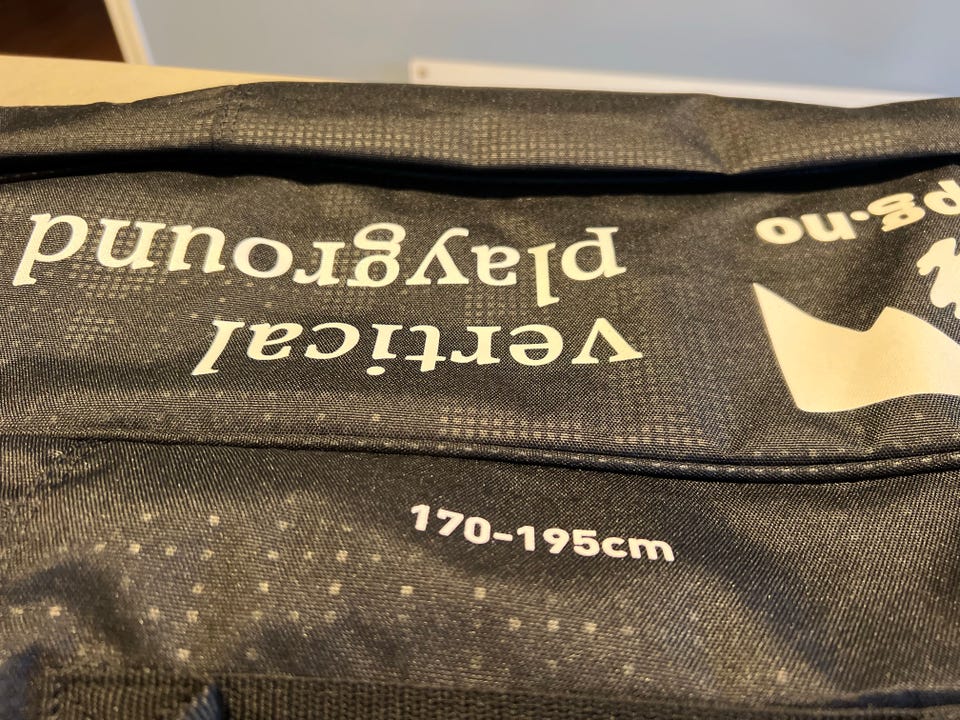 vertical
playground
pg.no
170-195cm